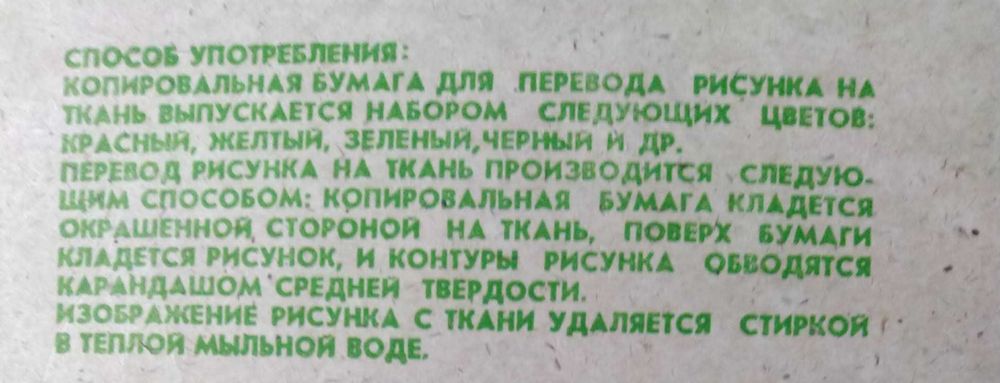 СПОСОБ УПОТРЕБЛЕНИЯ:
КОПИРОВАЛЬНАЯ БУМАГА ДЛЯ ПЕРЕВОДА РИСУНКА НА
ТКАНЬ ВЫПУСКАЕТСЯ НАБОРОМ СЛЕДУЮЩИХ ЦВЕТОВ:
КРАСНЫЙ, ЖЕЛТЫЙ, ЗЕЛЕНЫЙ, ЧЕРНЫЙ И ДР.
ПЕРЕВОД РИСУНКА НА ТКАНЬ ПРОИЗВОДИТСЯ СЛЕДУЮ-
ЩИМ СПОСОБОМ: КОПИРОВАЛЬНАЯ БУМАГА КЛАДЕТСЯ
ОКРАШЕННОЙ СТОРОНОЙ НА ТКАНЬ, ПОВЕРХ БУМАГИ
КЛАДЕТСЯ РИСУНОК, И КОНТУРЫ РИСУНКА ОБВОДЯТСЯ
КАРАНДАШОМ СРЕДНЕЙ ТВЕРДОСТИ.
ИЗОБРАЖЕНИЕ РИСУНКА С ТКАНИ УДАЛЯЕТСЯ СТИРКОЙ
В ТЕПЛОЙ МЫЛЬНОЙ ВОДЕ.